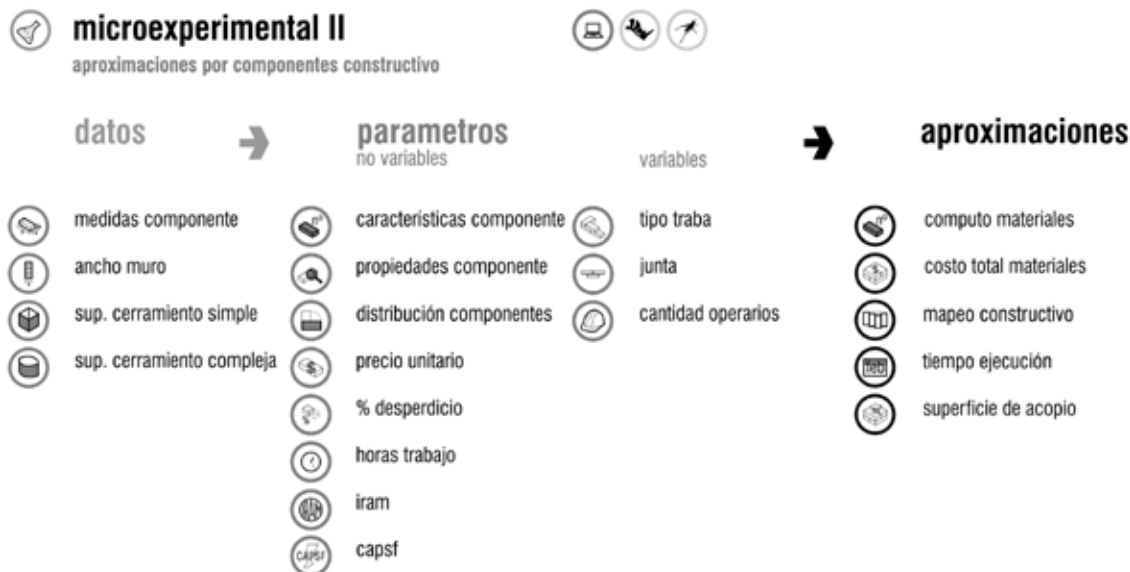 microexperimental II
aproximaciones por componentes constructivo
datos
parametros
no variables
variables
aproximaciones
medidas componente
ancho muro
sup. cerramiento simple
sup. cerramiento compleja
características componente
propiedades componente
distribución componentes
precio unitario
% desperdicio
horas trabajo
iram
capsf
CAPSF
tipo traba
junta
cantidad operarios
computo materiales
costo total materiales
mapeo constructivo
tiempo ejecución
superficie de acopio